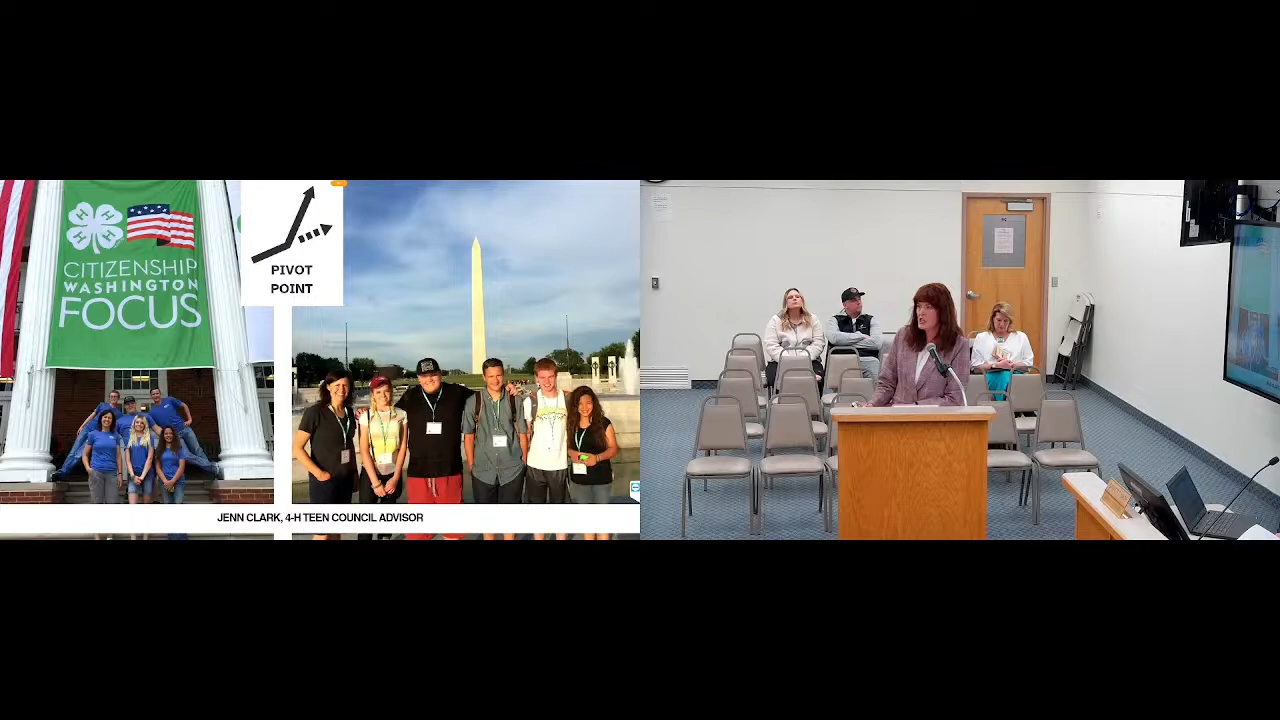 H H
H H
CITIZENSHIP
WASHINGTON
FOCUS
PIVOT
POINT
JENN CLARK, 4-H TEEN COUNCIL ADVISOR